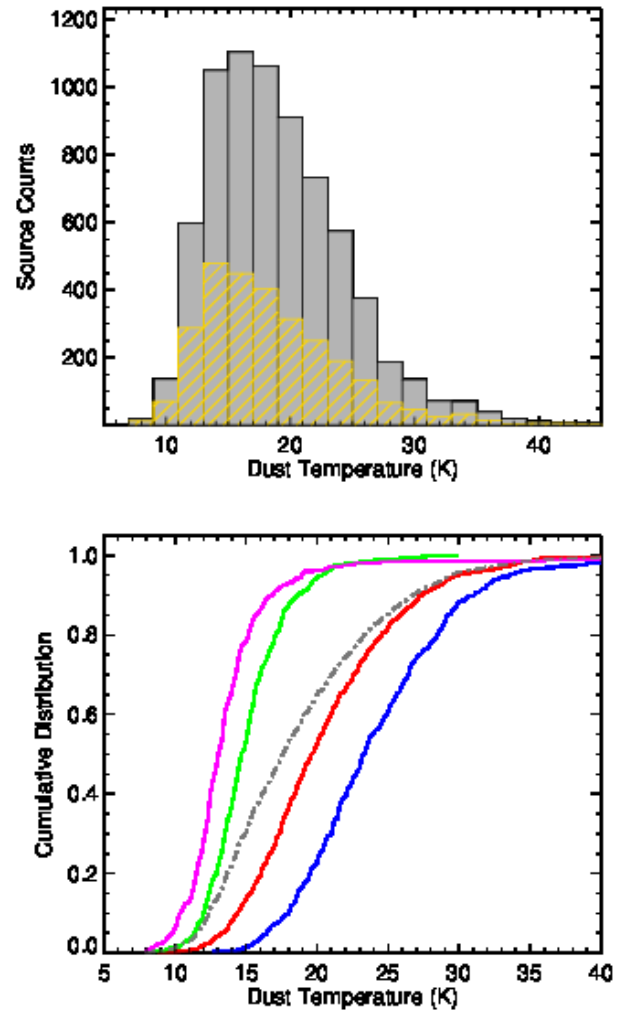 1200
1000
800
600
400
200
Source Counts
10 20 30 40
Dust Temperature (K)
1.0
0.8
0.6
0.4
0.2
0.0
Cumulative Distribution
5 10 15 20 25 30 35 40
Dust Temperature (K)